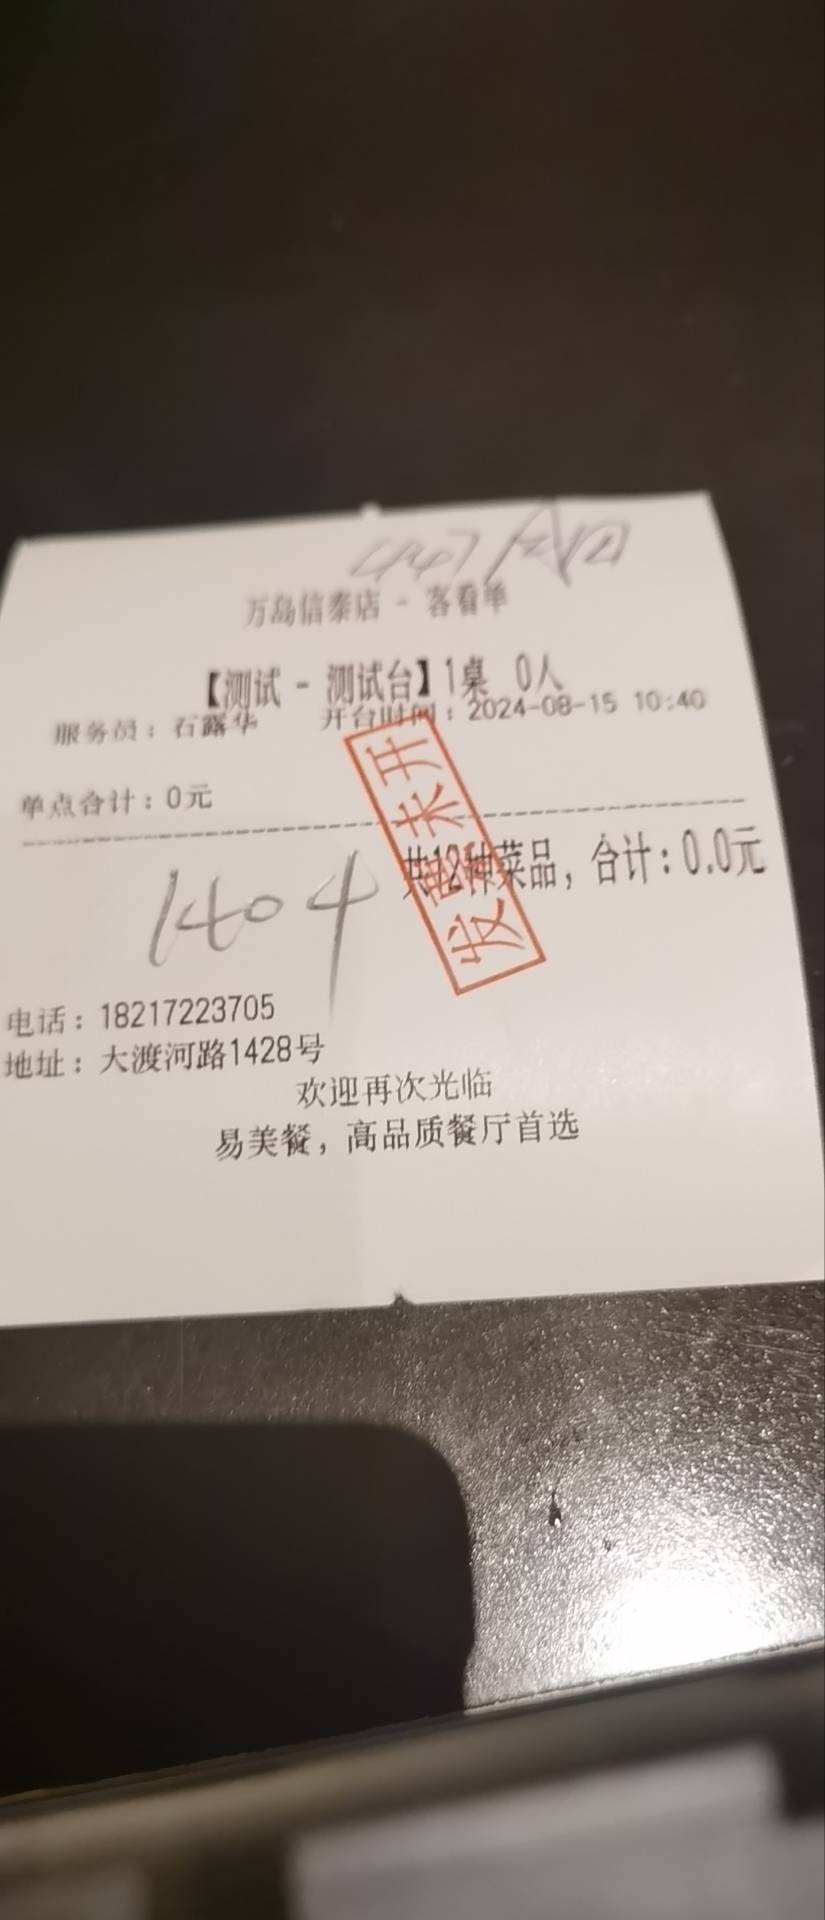 万岛信泰店 - 客看单
【测试 - 测试台】1桌 0人
服务员：石露华 开台时间：2024-08-15 10:40
单点合计：0元
共12种菜品，合计：0.0元
发票未开
1404
电话：18217223705
地址：大渡河路1428号
欢迎再次光临
易美餐，高品质餐厅首选